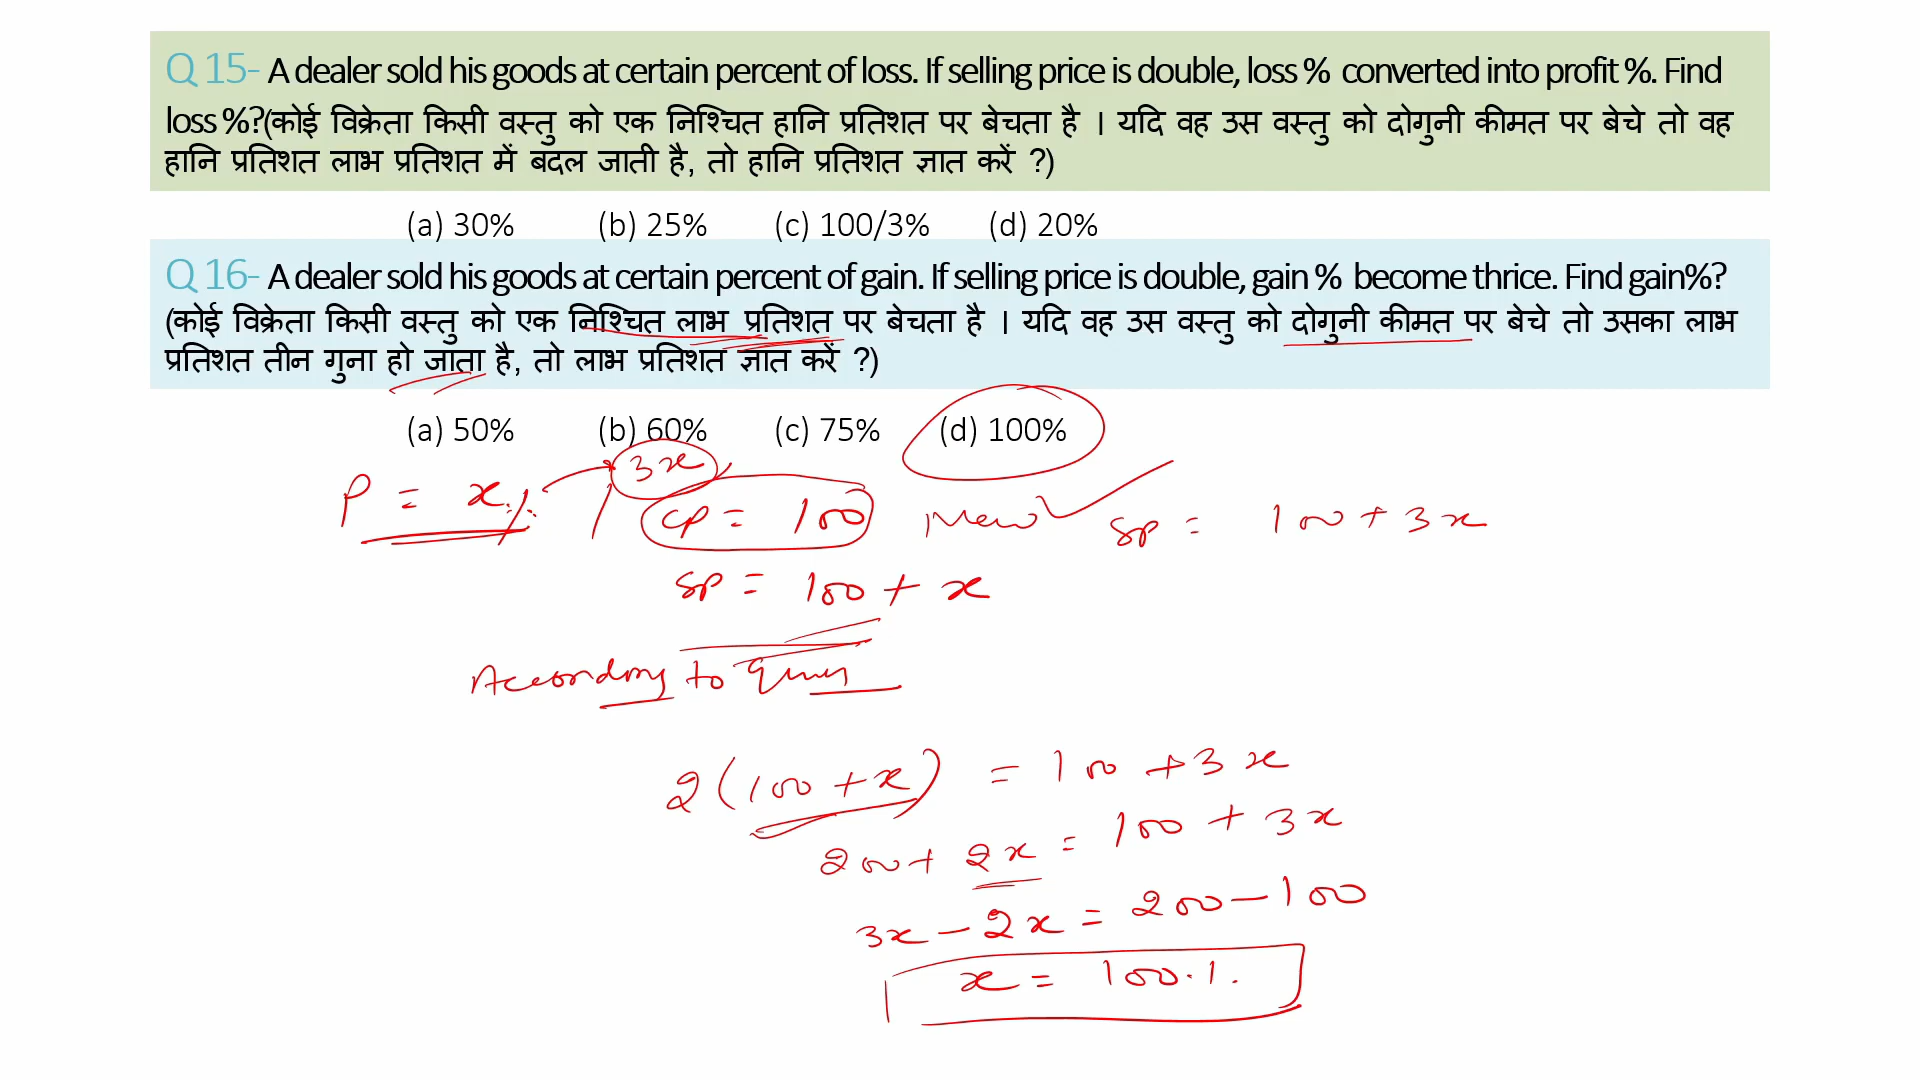 Q 15- A dealer sold his goods at certain percent of loss. If selling price is double, loss % converted into profit %. Find
loss %?(कोई विक्रेता किसी वस्तु को एक निश्चित हानि प्रतिशत पर बेचता है । यदि वह उस वस्तु को दोगुनी कीमत पर बेचे तो वह
हानि प्रतिशत लाभ प्रतिशत में बदल जाती है, तो हानि प्रतिशत ज्ञात करें ?)
(a) 30% (b) 25% (c) 100/3% (d) 20%
Q 16- A dealer sold his goods at certain percent of gain. If selling price is double, gain % become thrice. Find gain%?
(कोई विक्रेता किसी वस्तु को एक निश्चित लाभ प्रतिशत पर बेचता है । यदि वह उस वस्तु को दोगुनी कीमत पर बेचे तो उसका लाभ
प्रतिशत तीन गुना हो जाता है, तो लाभ प्रतिशत ज्ञात करें ?)
(a) 50% (b) 60% (c) 75% (d) 100%
3x
P = x% CP = 100 New SP = 100 + 3x
SP = 100 + x
According to
2(100 + x) = 100 + 3x
200 + 2x = 100 + 3x
3x - 2x = 200 - 100
x = 100%